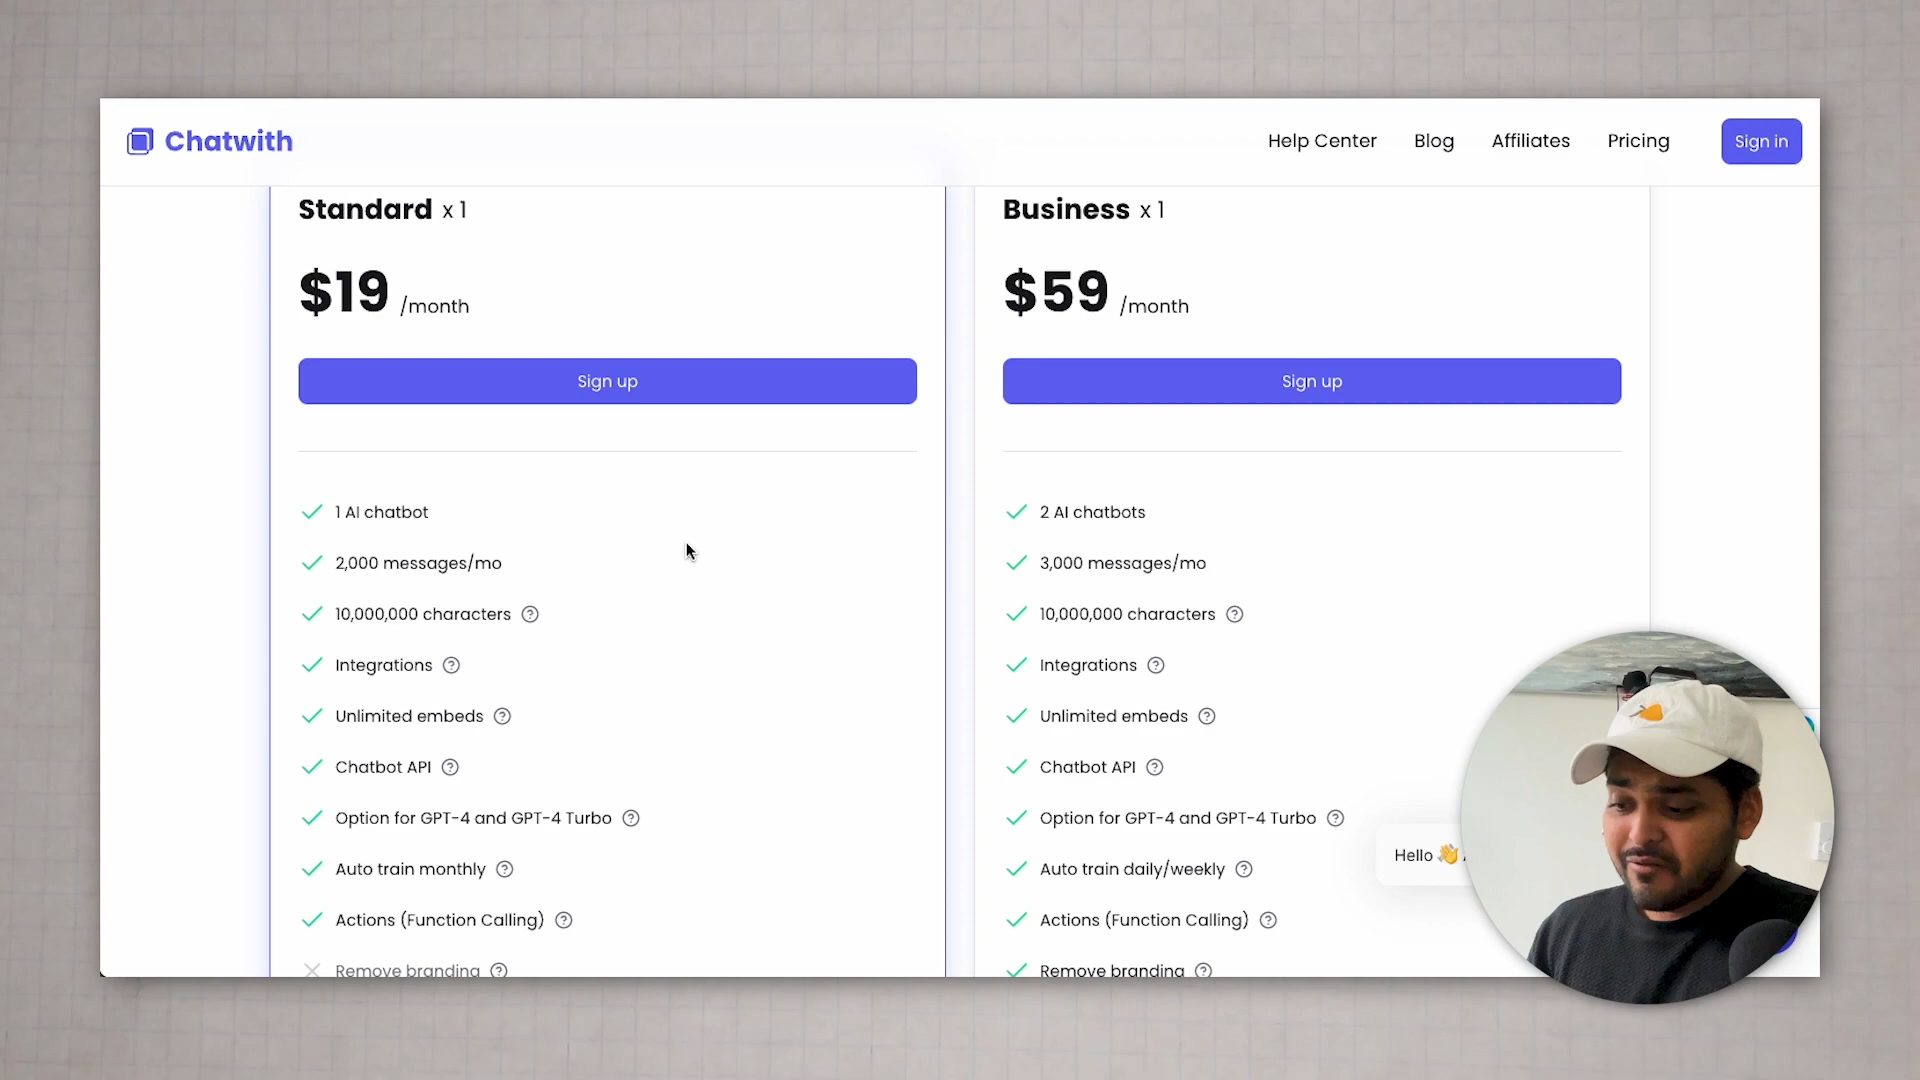 Chatwith
Help Center
Blog
Affiliates
Pricing
Sign in
Standard x 1
$19 /month
Sign up
1 AI chatbot
2,000 messages/mo
10,000,000 characters
Integrations
Unlimited embeds
Chatbot API
Option for GPT-4 and GPT-4 Turbo
Auto train monthly
Actions (Function Calling)
Remove branding
Business x 1
$59 /month
Sign up
2 AI chatbots
3,000 messages/mo
10,000,000 characters
Integrations
Unlimited embeds
Chatbot API
Option for GPT-4 and GPT-4 Turbo
Auto train daily/weekly
Actions (Function Calling)
Remove branding
Hello 👋